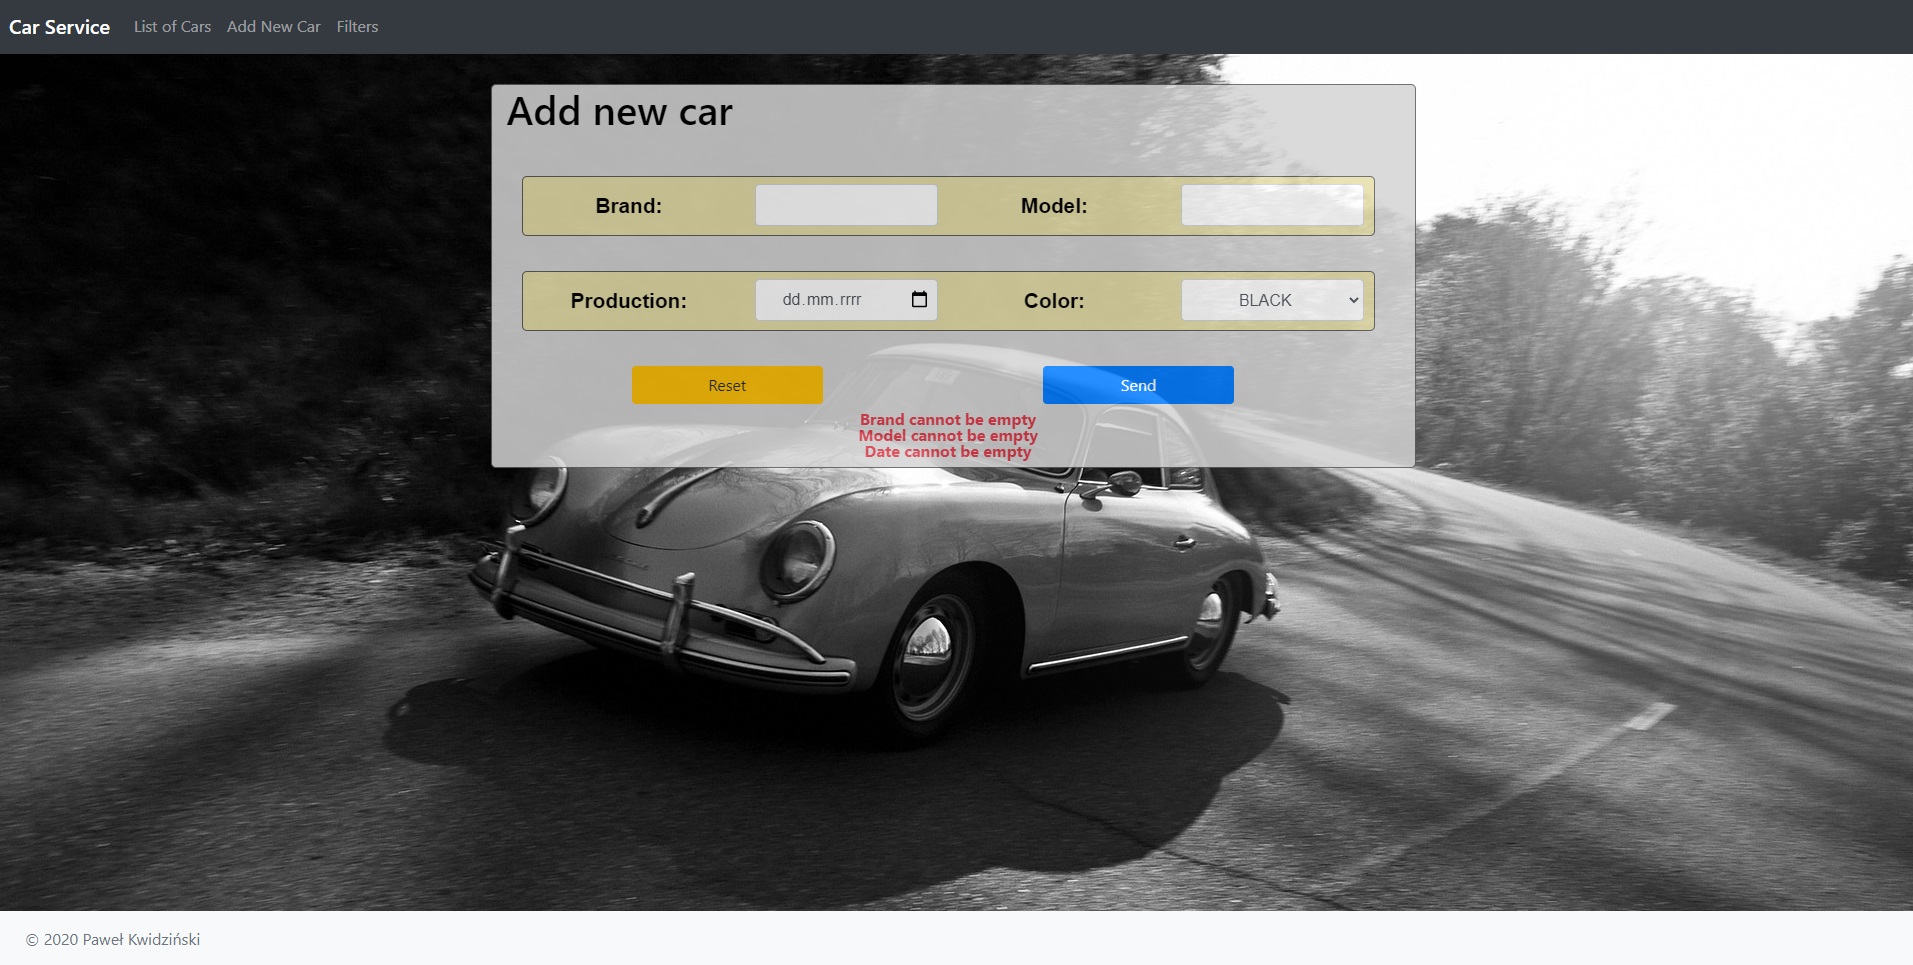 Car Service List of Cars Add New Car Filters
Add new car
Brand: Model:
Production: dd.mm.rrrr Color: BLACK
Reset Send
Brand cannot be empty
Model cannot be empty
Date cannot be empty
© 2020 Paweł Kwidziński